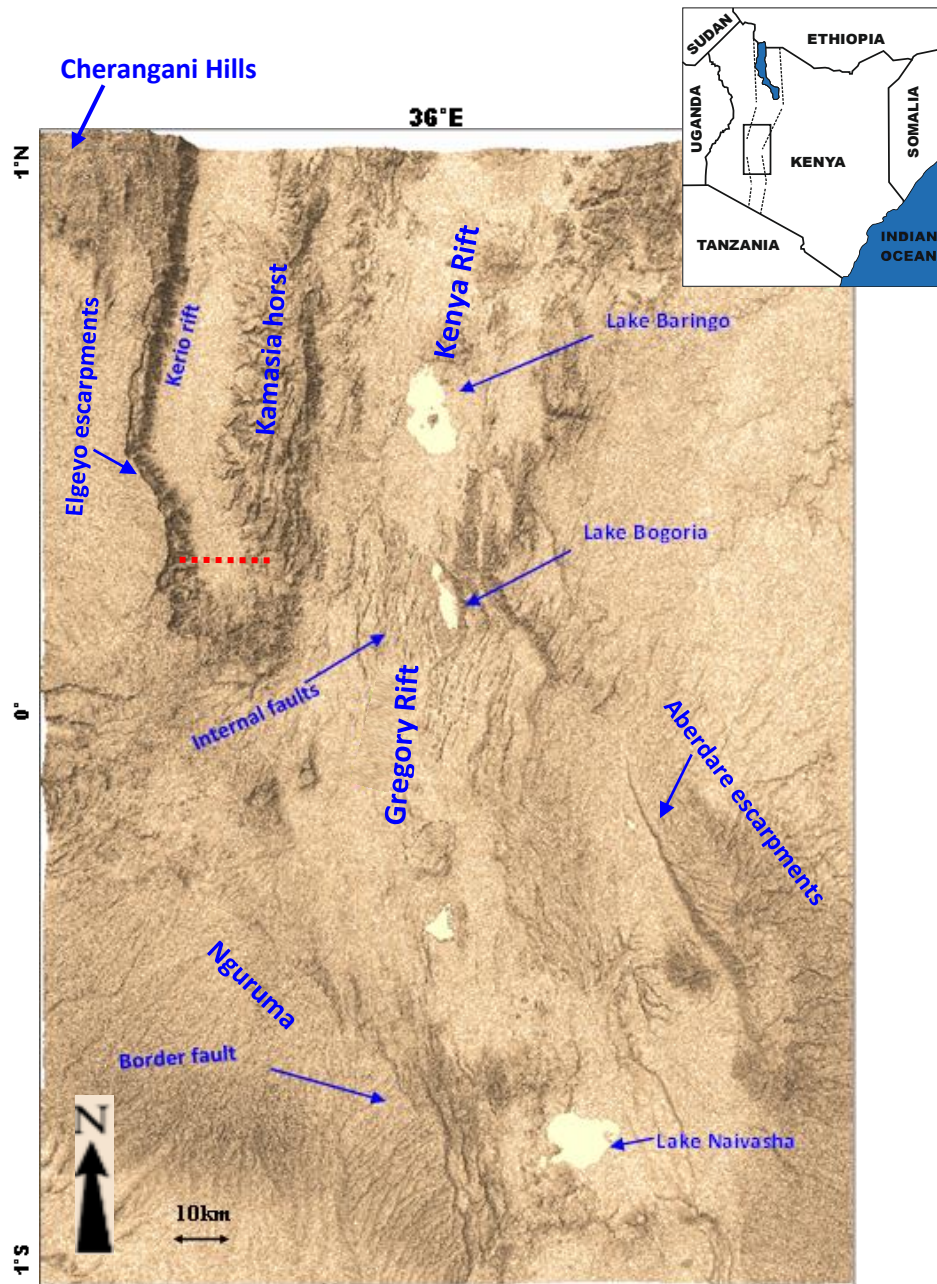 Cherangani Hills
36°E
1°N
SUDAN
ETHIOPIA
UGANDA
KENYA
SOMALIA
TANZANIA
INDIAN
OCEAN
Elgeyo escarpments
Kerio rift
Kamasia horst
Kenya Rift
Lake Baringo
Lake Bogoria
Internal faults
0°
Gregory Rift
Aberdare escarpments
Nguruma
Border fault
N
Lake Naivasha
10km
1°S